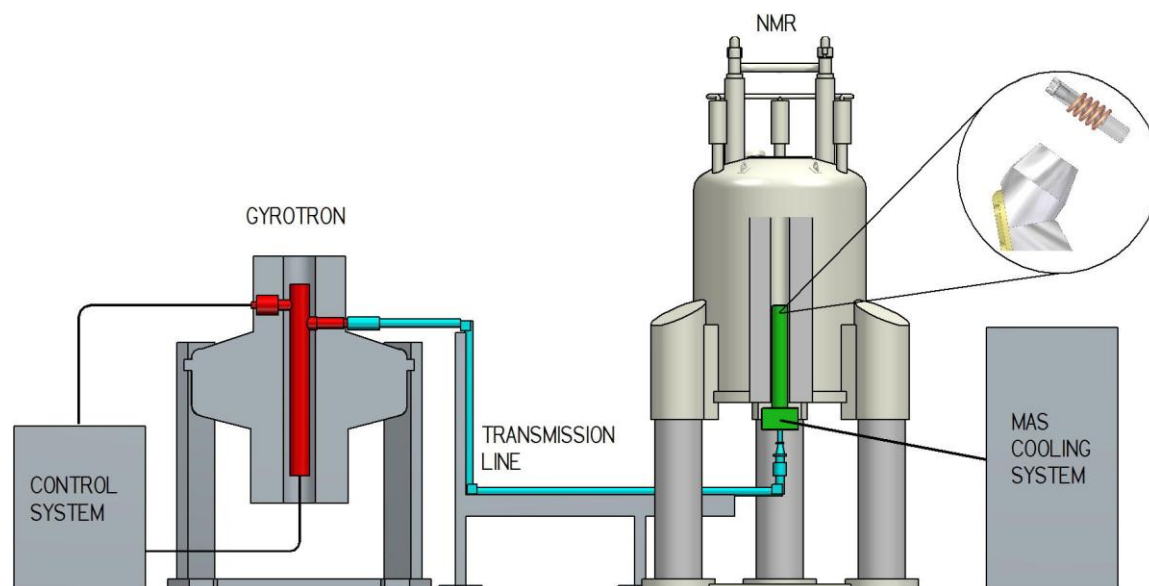 NMR
GYROTRON
TRANSMISSION
LINE
CONTROL
SYSTEM
MAS
COOLING
SYSTEM